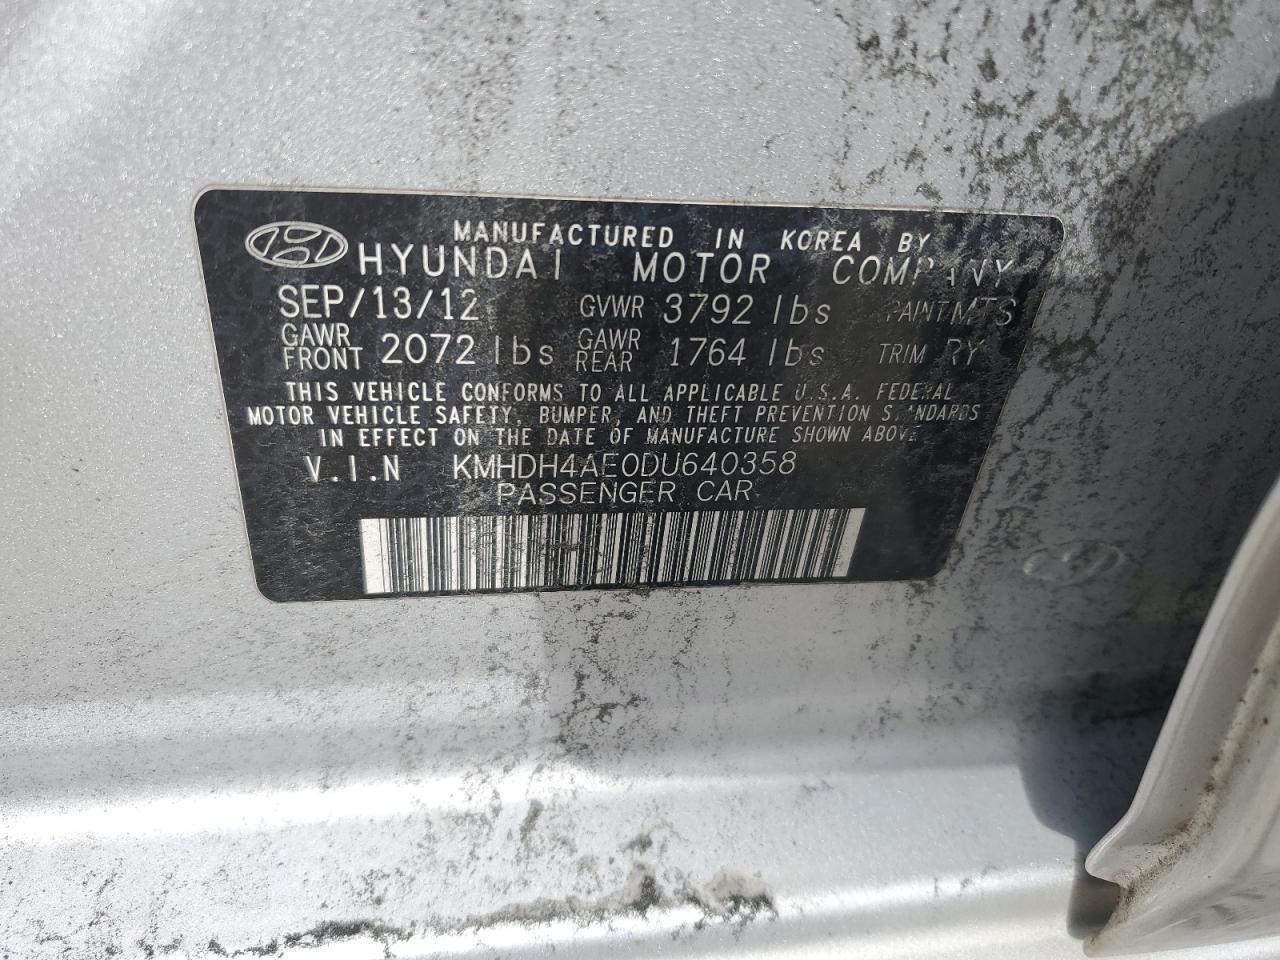 MANUFACTURED IN KOREA BY
HYUNDAI MOTOR COMPANY
SEP/13/12 GVWR 3792 lbs PAINT MTS
GAWR FRONT 2072 lbs GAWR REAR 1764 lbs TRIM RY
THIS VEHICLE CONFORMS TO ALL APPLICABLE U.S.A. FEDERAL
MOTOR VEHICLE SAFETY, BUMPER, AND THEFT PREVENTION STANDARDS
IN EFFECT ON THE DATE OF MANUFACTURE SHOWN ABOVE.
V.I.N KMHDH4AE0DU640358
PASSENGER CAR